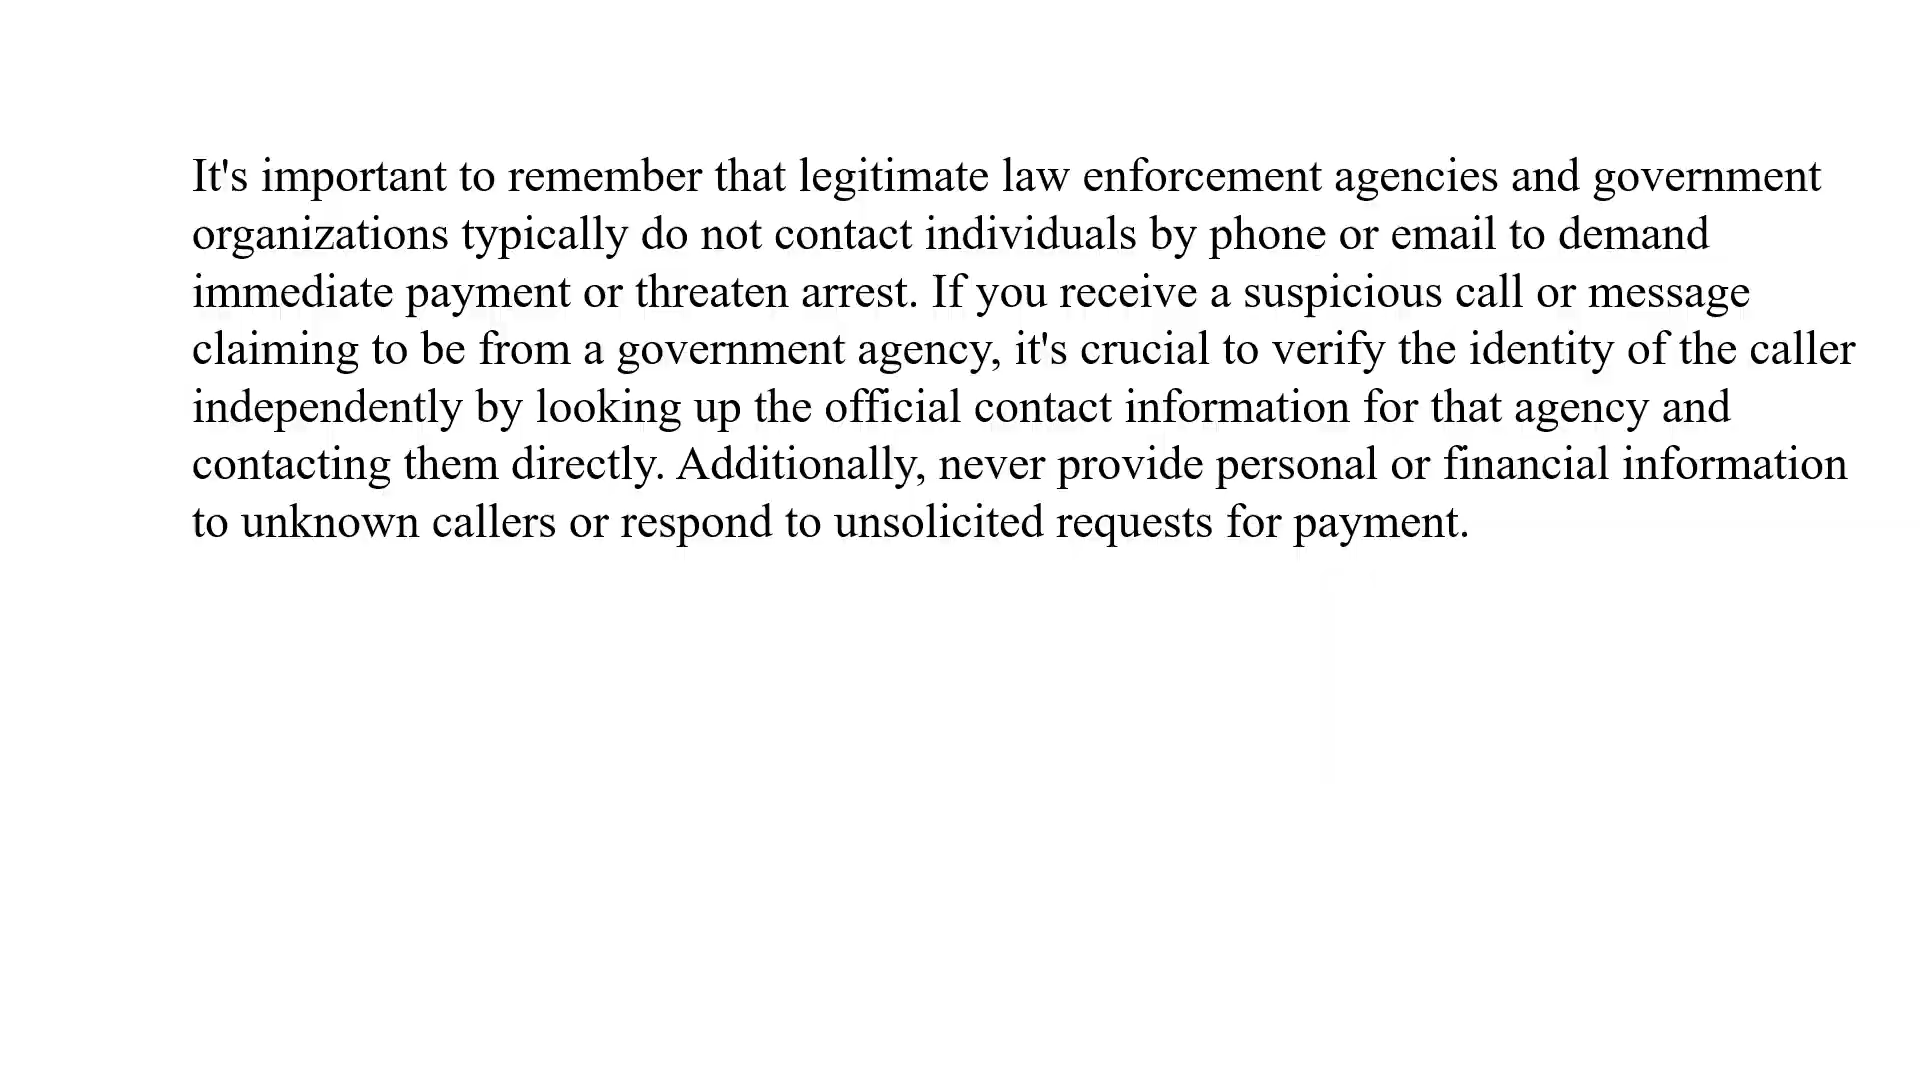 It's important to remember that legitimate law enforcement agencies and government
organizations typically do not contact individuals by phone or email to demand
immediate payment or threaten arrest. If you receive a suspicious call or message
claiming to be from a government agency, it's crucial to verify the identity of the caller
independently by looking up the official contact information for that agency and
contacting them directly. Additionally, never provide personal or financial information
to unknown callers or respond to unsolicited requests for payment.